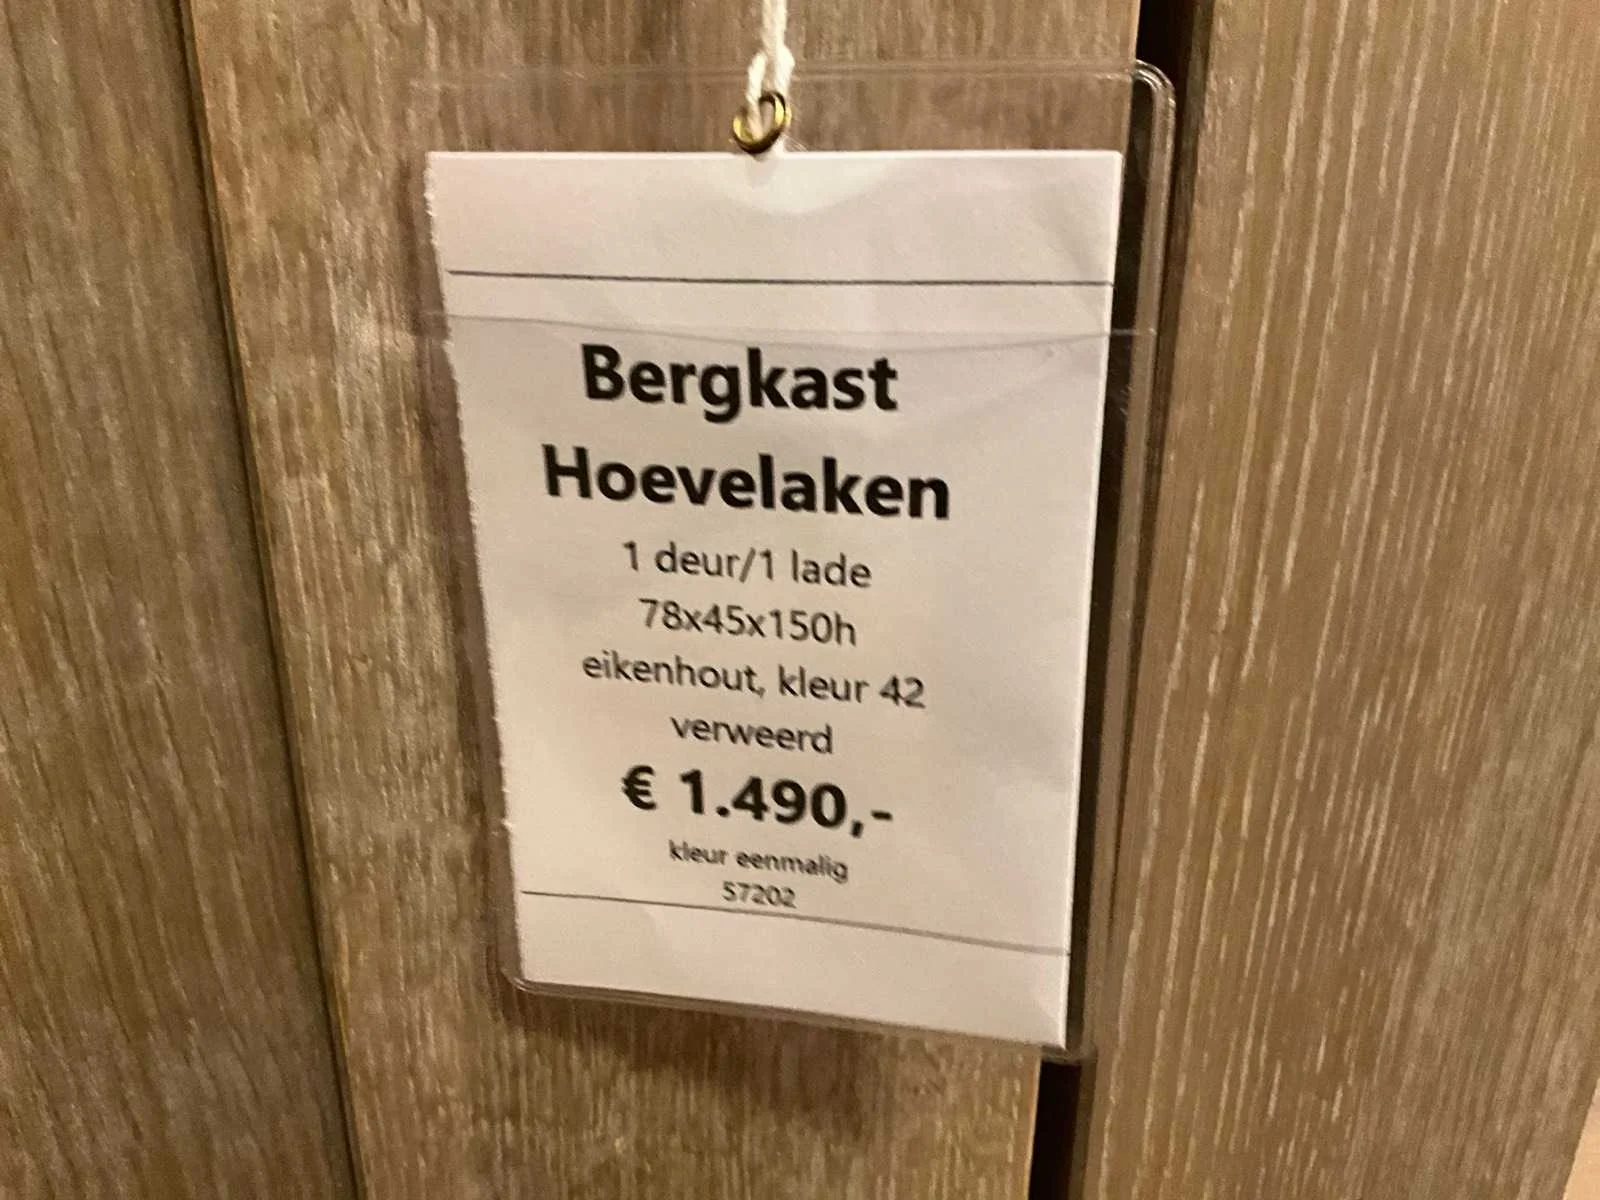 Bergkast
Hoevelaken
1 deur/1 lade
78x45x150h
eikenhout, kleur 42
verweerd
€ 1.490,-
kleur eenmalig
57202